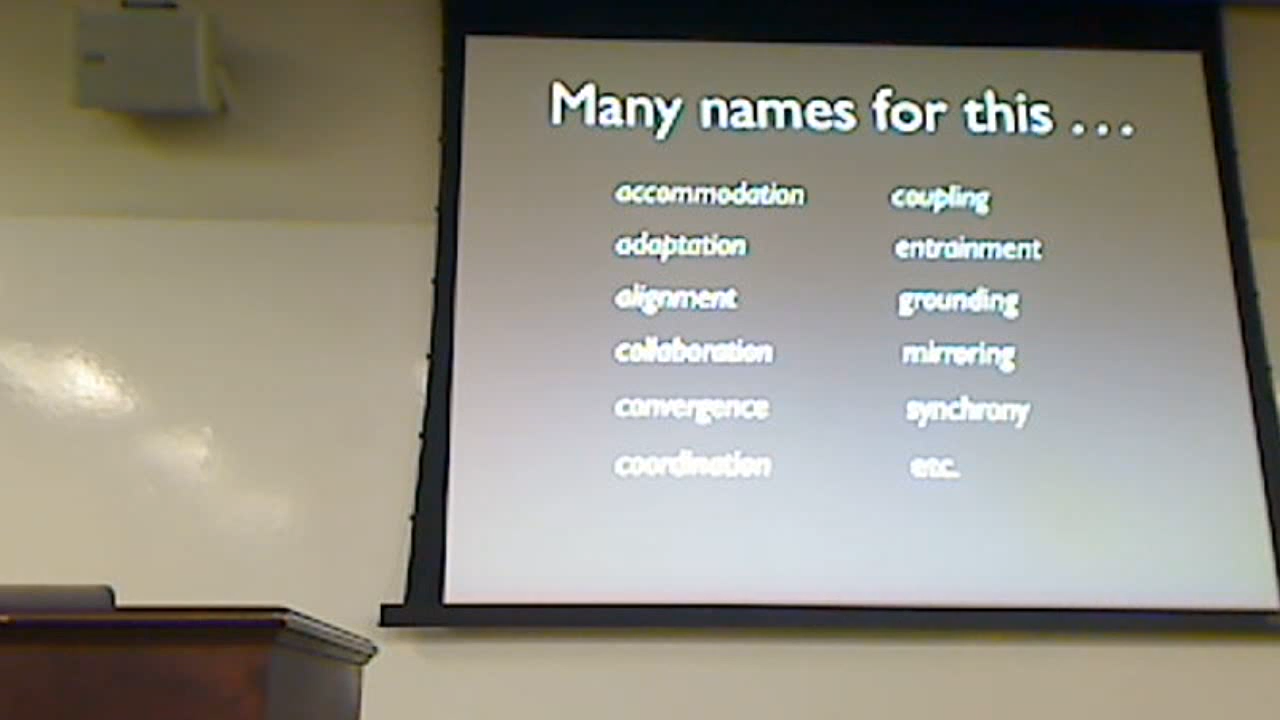 Many names for this . . .
accommodation
adaptation
alignment
collaboration
convergence
coordination
coupling
entrainment
grounding
mirroring
synchrony
etc.